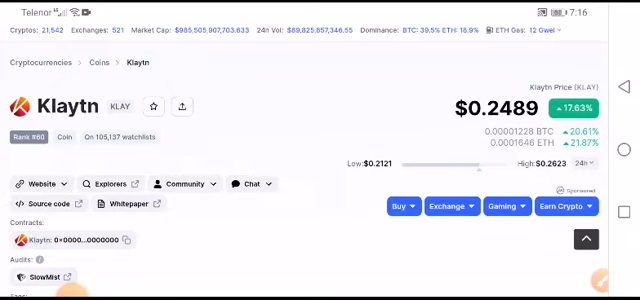 Telenor 7:16
Cryptos: 21,542 Exchanges: 521 Market Cap: $985,505,907,703,833 24h Vol: $89,825,857,346.55 Dominance: BTC: 39.5% ETH: 18.9% ETH Gas: 12 Gwei
Cryptocurrencies > Coins > Klaytn
Klaytn Price (KLAY)
Klaytn KLAY $0.2489 17.63%
Rank #60 Coin On 105,137 watchlists
0.00001228 BTC 20.61%
0.0001646 ETH 21.87%
Low:$0.2121 High:$0.2623 24h
Website Explorers Community Chat
Sponsored
Source code Whitepaper
Buy Exchange Gaming Earn Crypto
Contracts:
Klaytn: 0x0000...0000000
Audits:
SlowMist